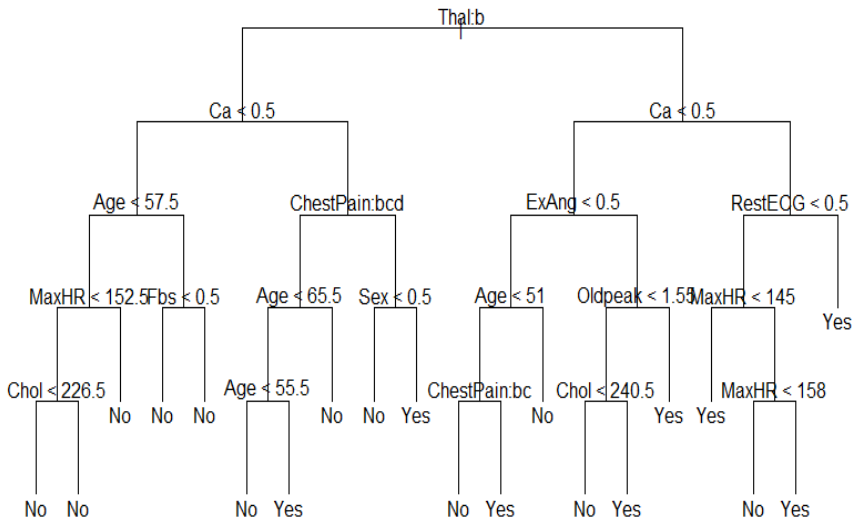 Thal:b
Ca < 0.5 Ca < 0.5
Age < 57.5 ChestPain:bcd ExAng < 0.5 RestECG < 0.5
MaxHR < 152.5 Fbs < 0.5 Age < 65.5 Sex < 0.5 Age < 51 Oldpeak < 1.55 MaxHR < 145
Yes
Chol < 226.5 Age < 55.5 ChestPain:bc Chol < 240.5 MaxHR < 158
No No No No No Yes No Yes Yes
No No No Yes No Yes No Yes No Yes